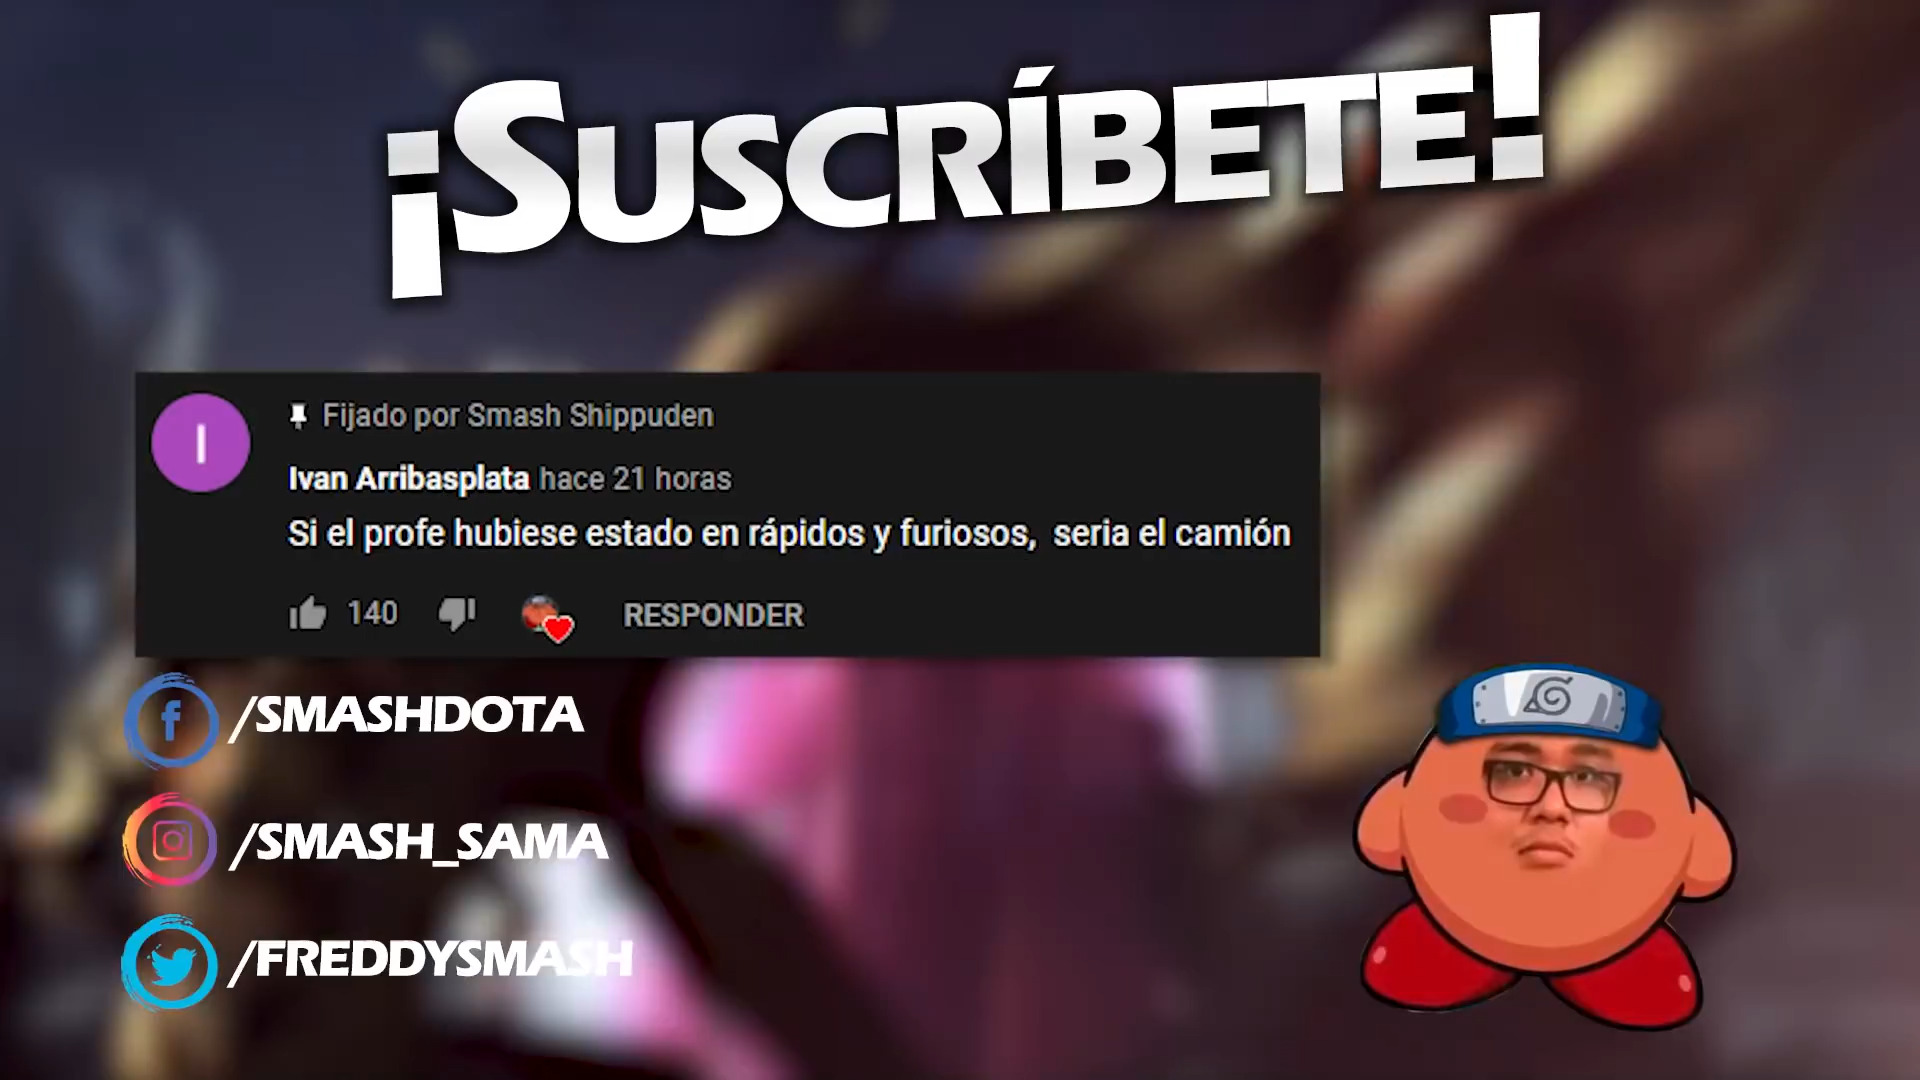 ¡SUSCRÍBETE!
I
Fijado por Smash Shippuden
Ivan Arribasplata hace 21 horas
Si el profe hubiese estado en rápidos y furiosos, seria el camión
140 RESPONDER
/SMASHDOTA
/SMASH_SAMA
/FREDDYSMASH